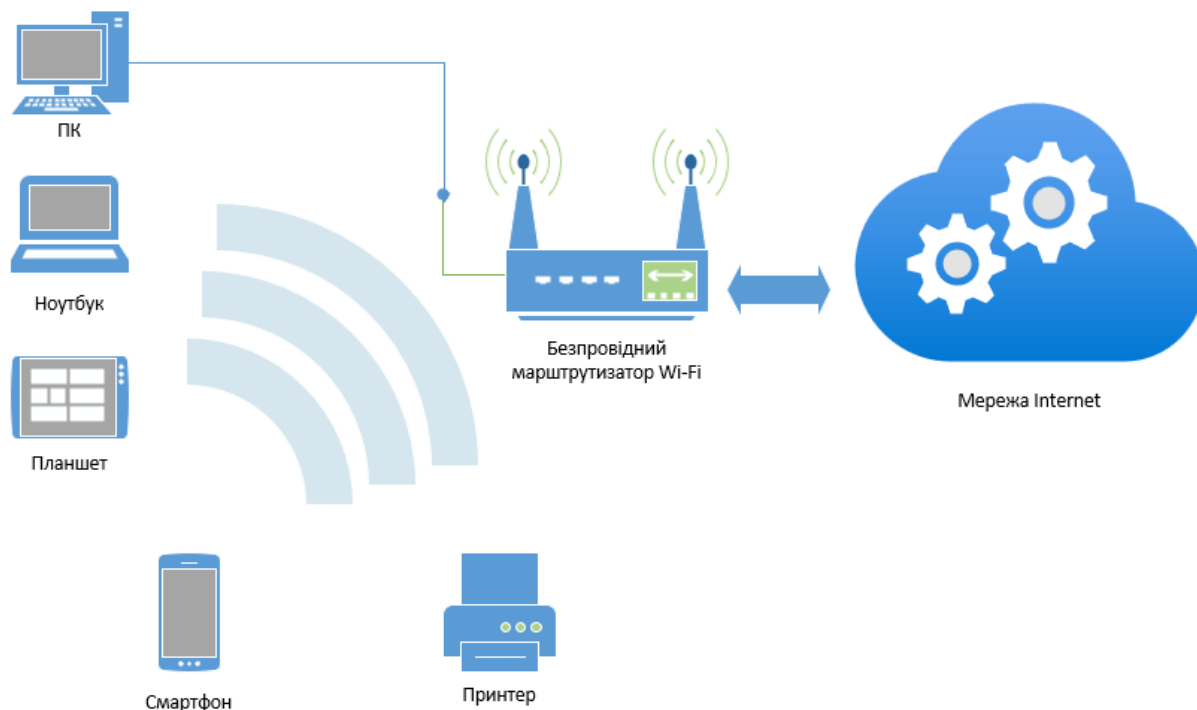 ПК
Ноутбук
Безпровідний
марштрутизатор Wi-Fi
Мережа Internet
Планшет
Смартфон
Принтер